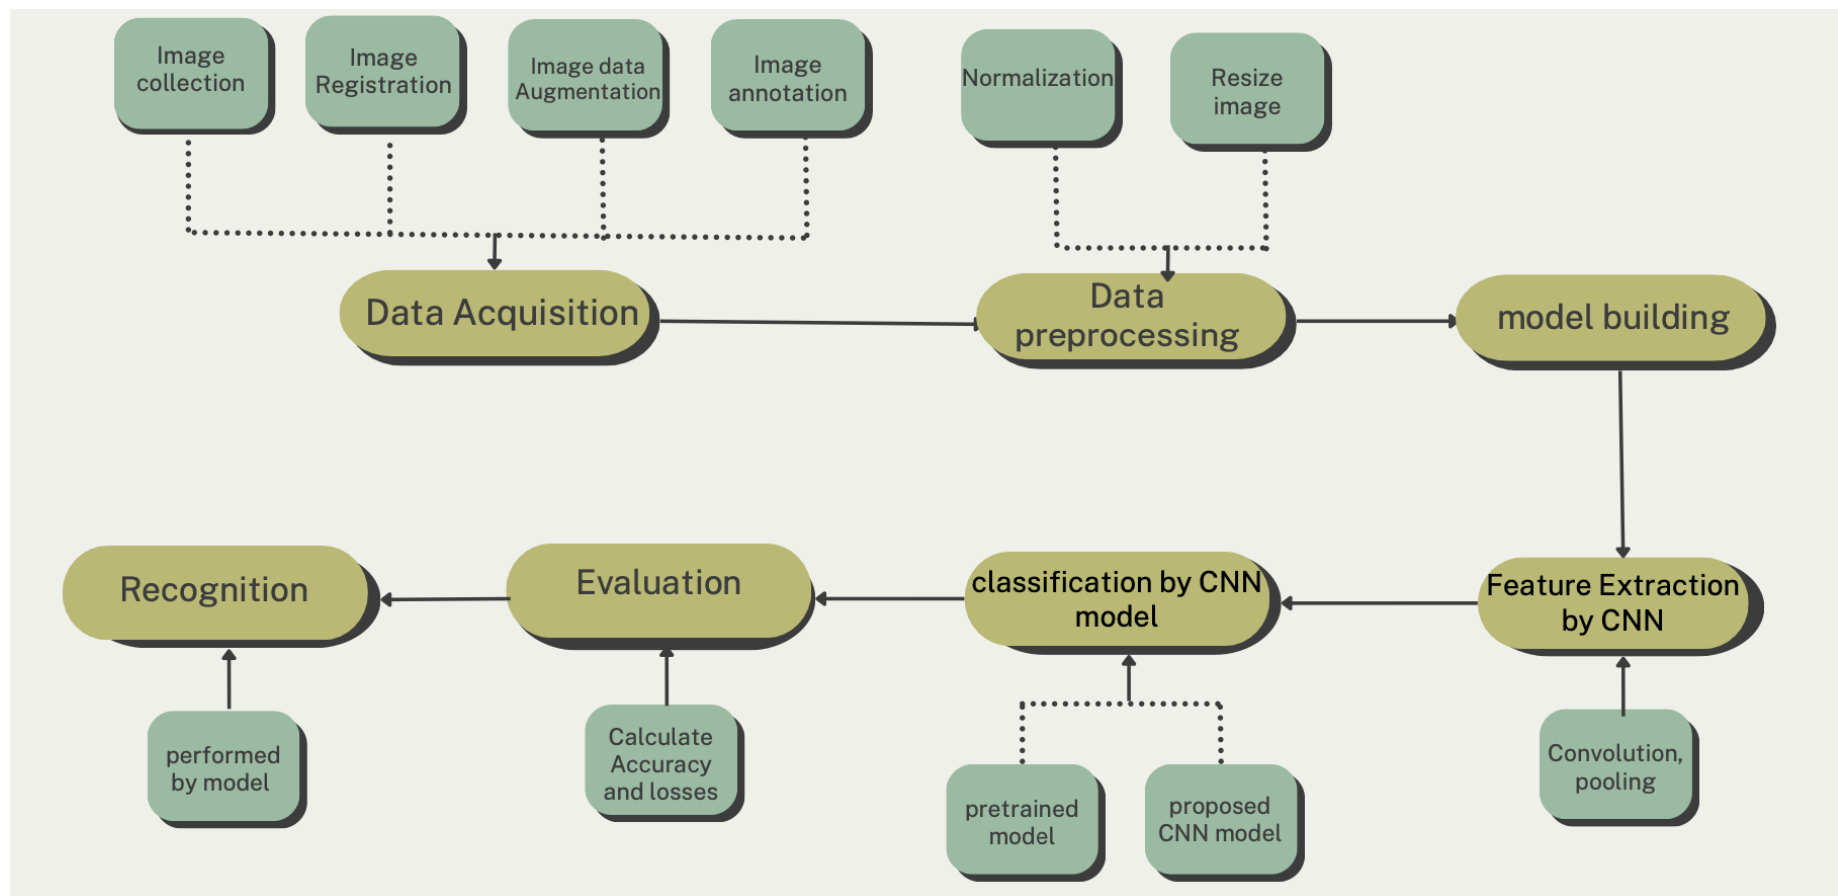 Image
collection
Image
Registration
Image data
Augmentation
Image
annotation
Normalization
Resize
image
Data Acquisition
Data
preprocessing
model building
Recognition
Evaluation
classification by CNN
model
Feature Extraction
by CNN
performed
by model
Calculate
Accuracy
and losses
pretrained
model
proposed
CNN model
Convolution,
pooling